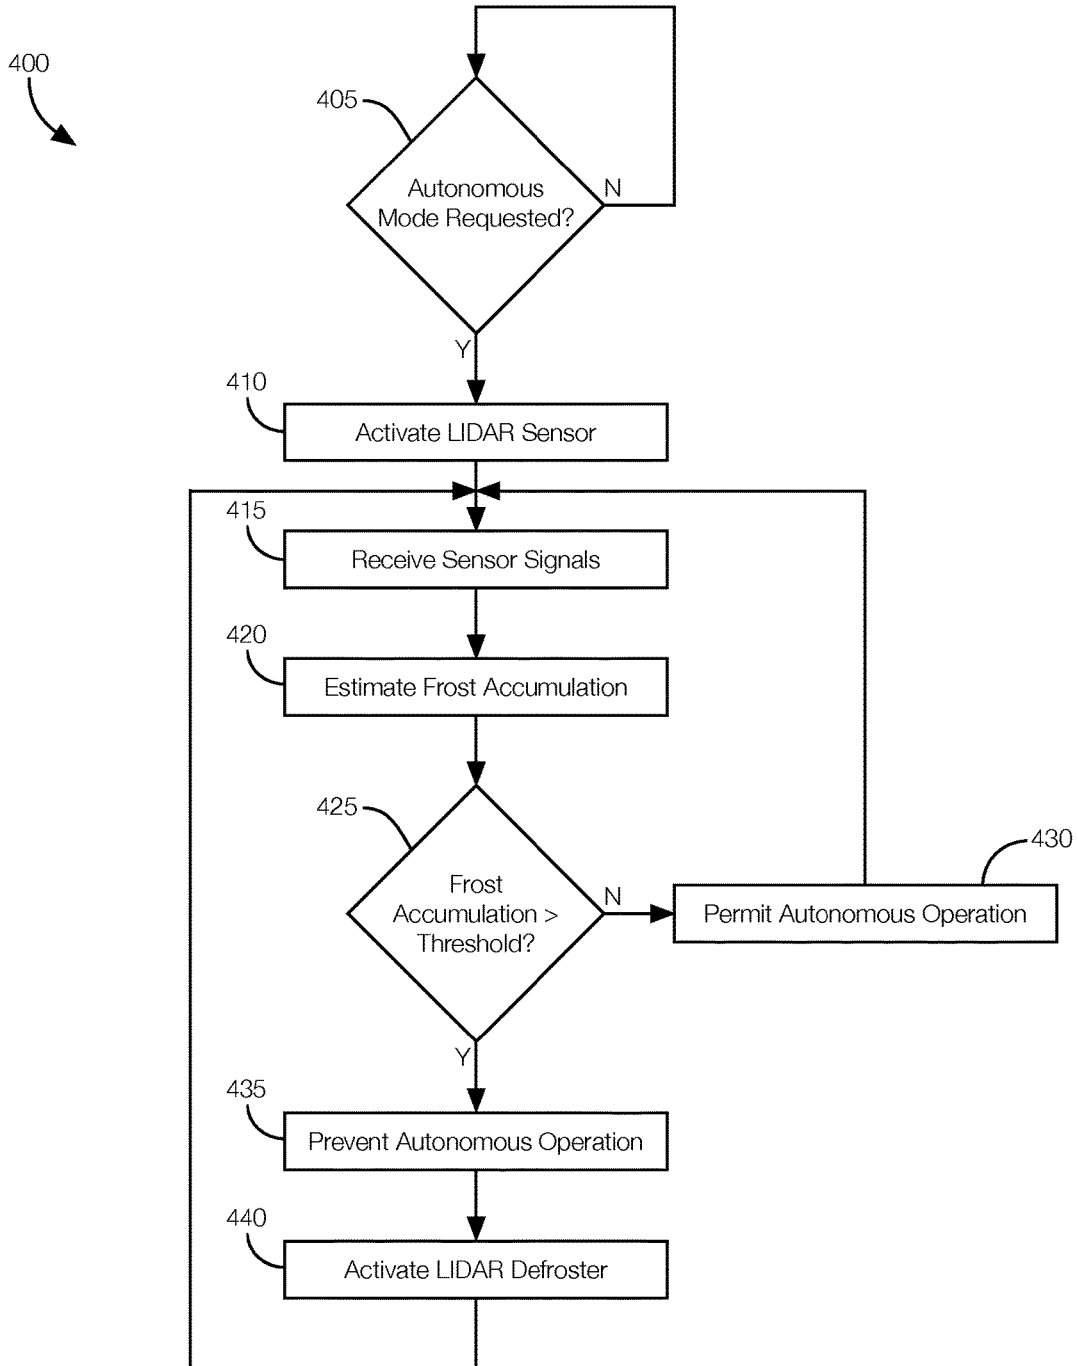 400
405
Autonomous
Mode Requested?
N
Y
410
Activate LIDAR Sensor
415
Receive Sensor Signals
420
Estimate Frost Accumulation
425
Frost
Accumulation >
Threshold?
N
430
Permit Autonomous Operation
Y
435
Prevent Autonomous Operation
440
Activate LIDAR Defroster